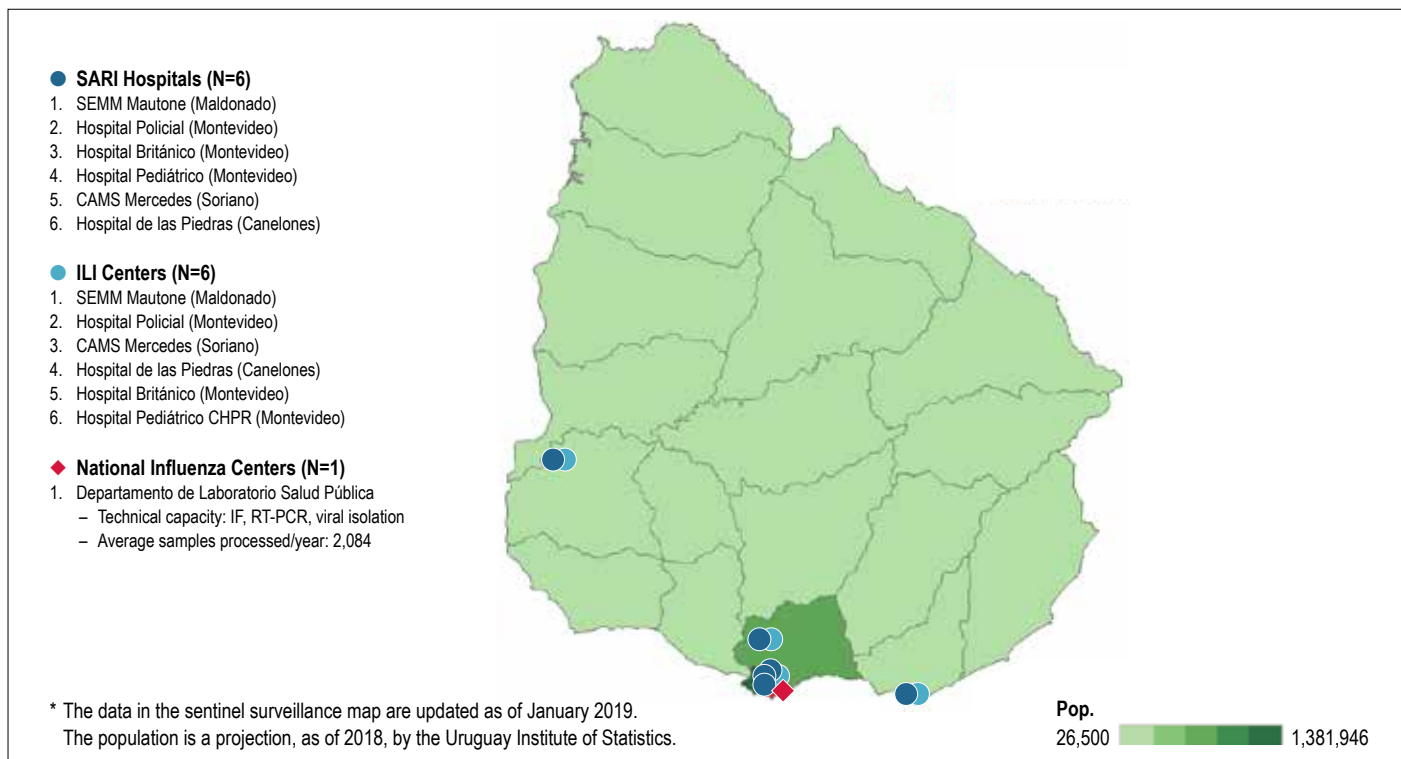 SARI Hospitals (N=6)
1. SEMM Mautone (Maldonado)
2. Hospital Policial (Montevideo)
3. Hospital Británico (Montevideo)
4. Hospital Pediátrico (Montevideo)
5. CAMS Mercedes (Soriano)
6. Hospital de las Piedras (Canelones)
ILI Centers (N=6)
1. SEMM Mautone (Maldonado)
2. Hospital Policial (Montevideo)
3. CAMS Mercedes (Soriano)
4. Hospital de las Piedras (Canelones)
5. Hospital Británico (Montevideo)
6. Hospital Pediátrico CHPR (Montevideo)
National Influenza Centers (N=1)
1. Departamento de Laboratorio Salud Pública
– Technical capacity: IF, RT-PCR, viral isolation
– Average samples processed/year: 2,084
* The data in the sentinel surveillance map are updated as of January 2019.
The population is a projection, as of 2018, by the Uruguay Institute of Statistics.
Pop.
26,500 1,381,946